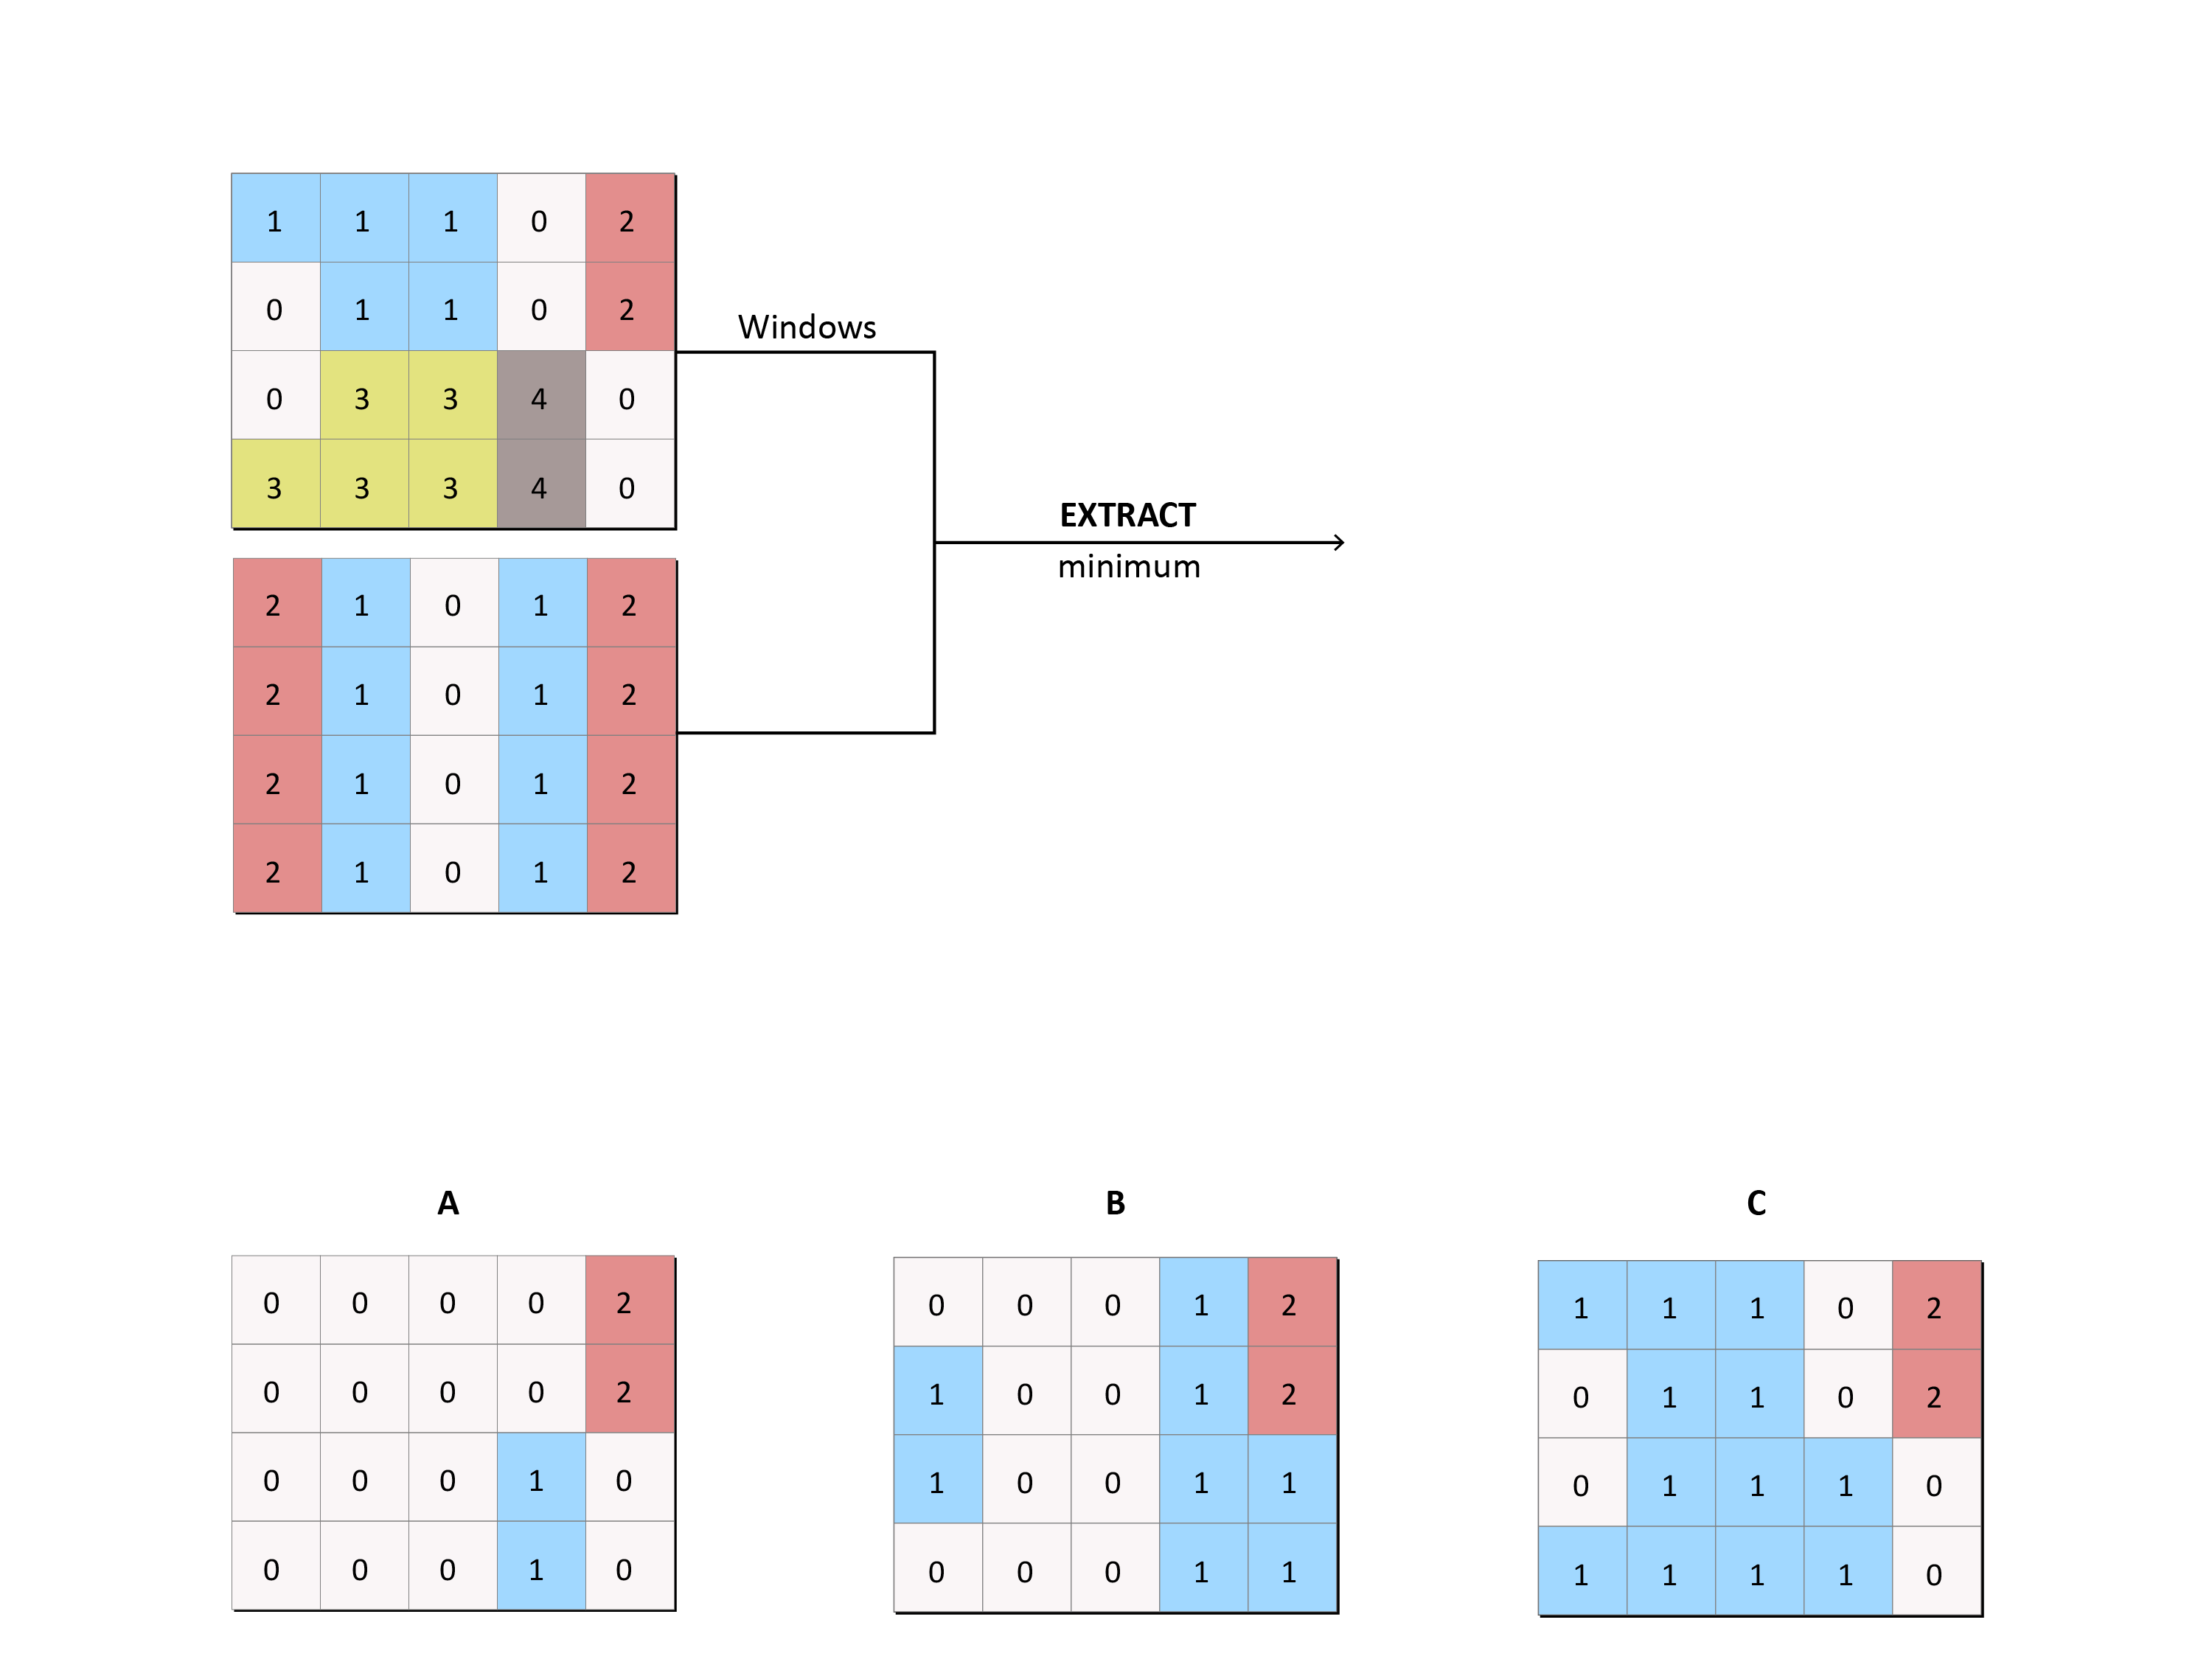 1 1 1 0 2
0 1 1 0 2
0 3 3 4 0
3 3 3 4 0
Windows
EXTRACT
minimum
2 1 0 1 2
2 1 0 1 2
2 1 0 1 2
2 1 0 1 2
A
0 0 0 0 2
0 0 0 0 2
0 0 0 1 0
0 0 0 1 0
B
0 0 0 1 2
1 0 0 1 2
1 0 0 1 1
0 0 0 1 1
C
1 1 1 0 2
0 1 1 0 2
0 1 1 1 0
1 1 1 1 0